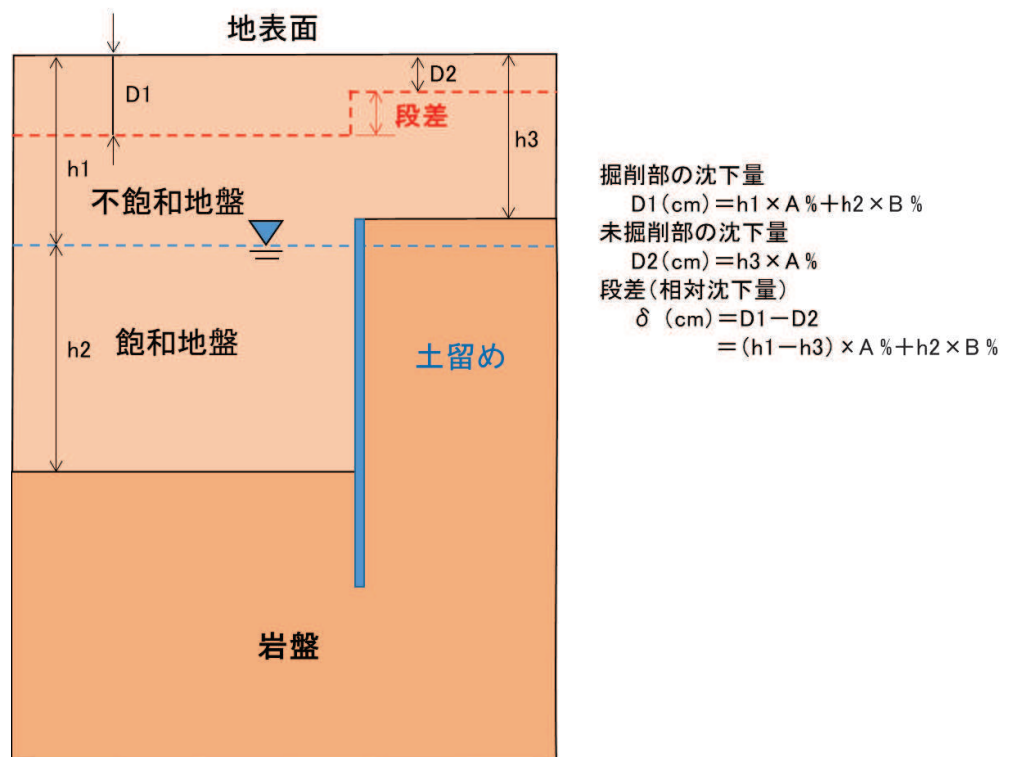 地表面
D1
D2
段差
h1
h3
不飽和地盤
h2
飽和地盤
土留め
岩盤
掘削部の沈下量
D1(cm)=h1×A%+h2×B%
未掘削部の沈下量
D2(cm)=h3×A%
段差(相対沈下量)
δ (cm)=D1-D2
=(h1-h3)×A%+h2×B%